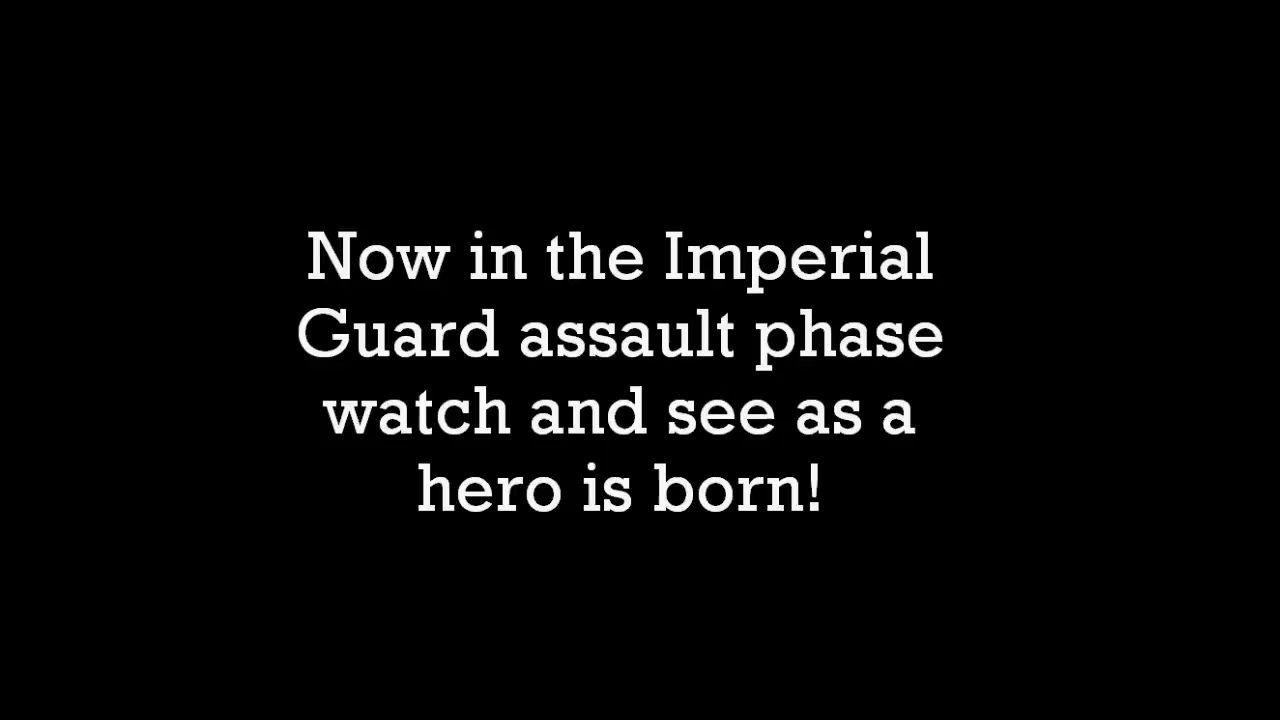 Now in the Imperial
Guard assault phase
watch and see as a
hero is born!